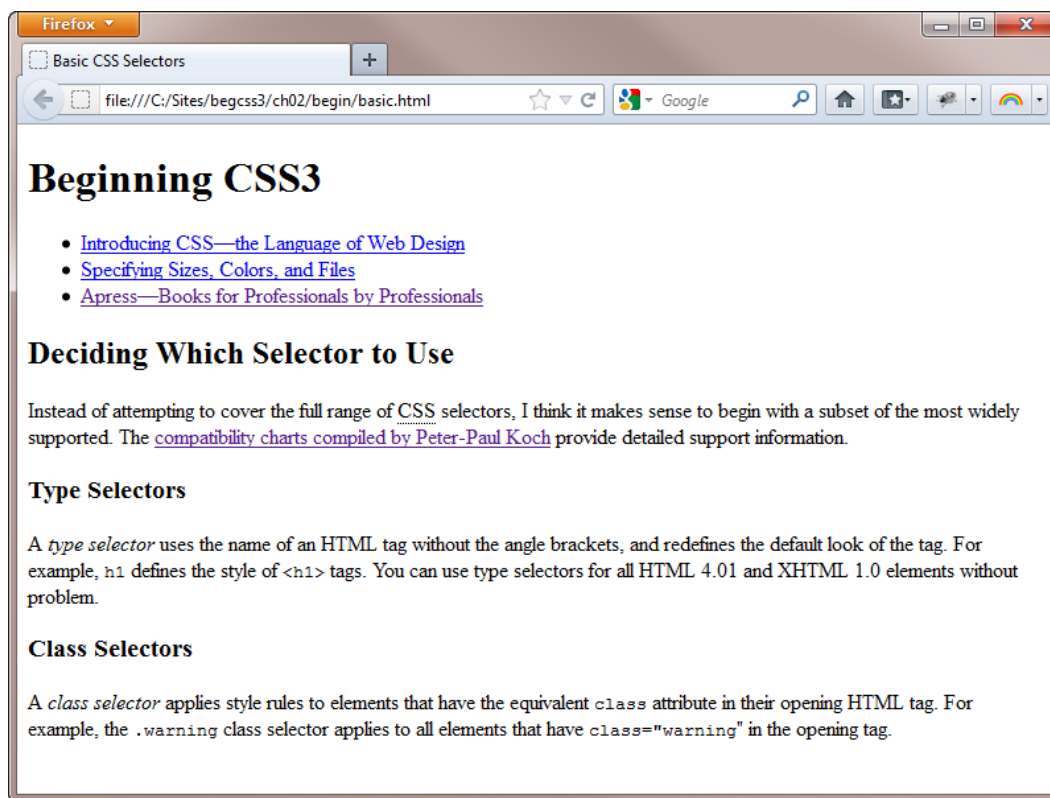 Firefox
Basic CSS Selectors
file:///C:/Sites/begcss3/ch02/begin/basic.html
Google
Beginning CSS3
• Introducing CSS—the Language of Web Design
• Specifying Sizes, Colors, and Files
• Apress—Books for Professionals by Professionals
Deciding Which Selector to Use
Instead of attempting to cover the full range of CSS selectors, I think it makes sense to begin with a subset of the most widely
supported. The compatibility charts compiled by Peter-Paul Koch provide detailed support information.
Type Selectors
A type selector uses the name of an HTML tag without the angle brackets, and redefines the default look of the tag. For
example, h1 defines the style of <h1> tags. You can use type selectors for all HTML 4.01 and XHTML 1.0 elements without
problem.
Class Selectors
A class selector applies style rules to elements that have the equivalent class attribute in their opening HTML tag. For
example, the .warning class selector applies to all elements that have class="warning" in the opening tag.